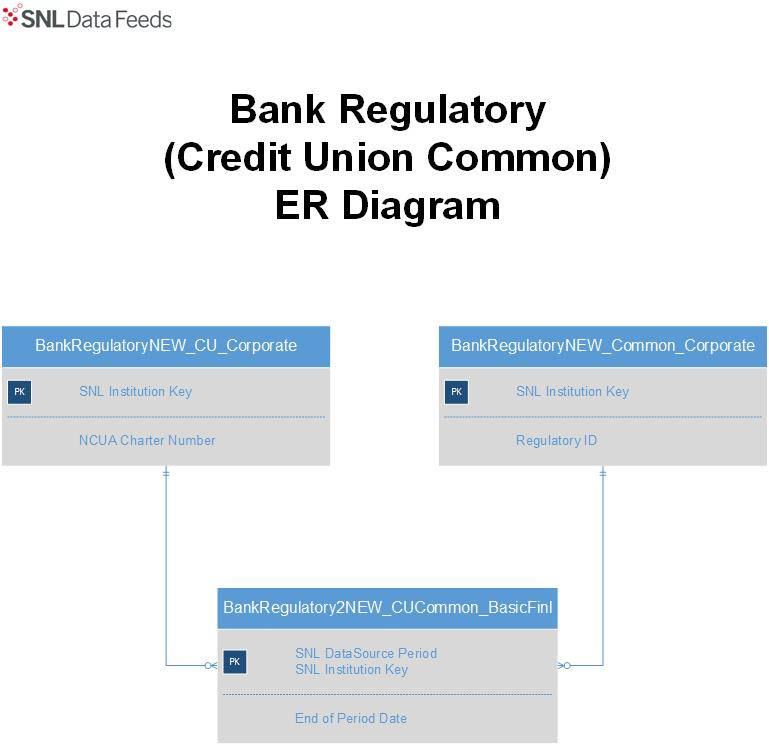 SNL Data Feeds
Bank Regulatory
(Credit Union Common)
ER Diagram
BankRegulatoryNEW_CU_Corporate
PK SNL Institution Key
NCUA Charter Number
BankRegulatoryNEW_Common_Corporate
PK SNL Institution Key
Regulatory ID
BankRegulatory2NEW_CUCommon_BasicFinl
PK SNL DataSource Period
SNL Institution Key
End of Period Date